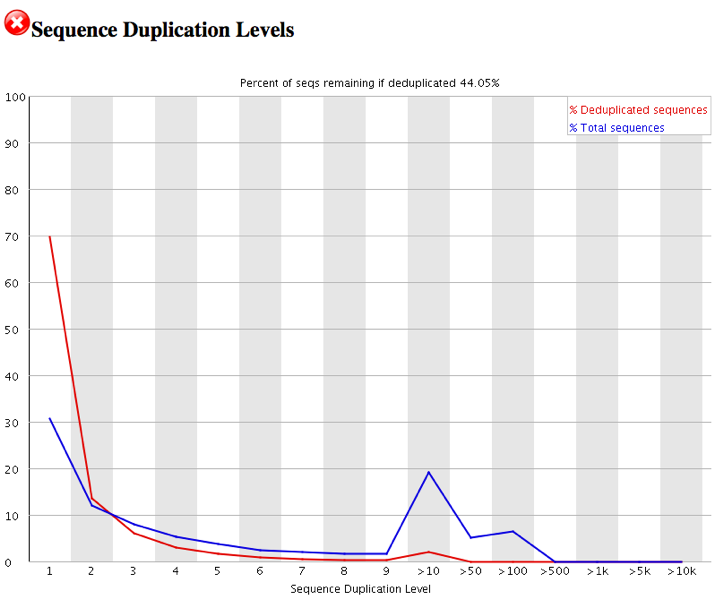 Sequence Duplication Levels
Percent of seqs remaining if deduplicated 44.05%
% Deduplicated sequences
% Total sequences
100
90
80
70
60
50
40
30
20
10
0
1 2 3 4 5 6 7 8 9 >10 >50 >100 >500 >1k >5k >10k
Sequence Duplication Level